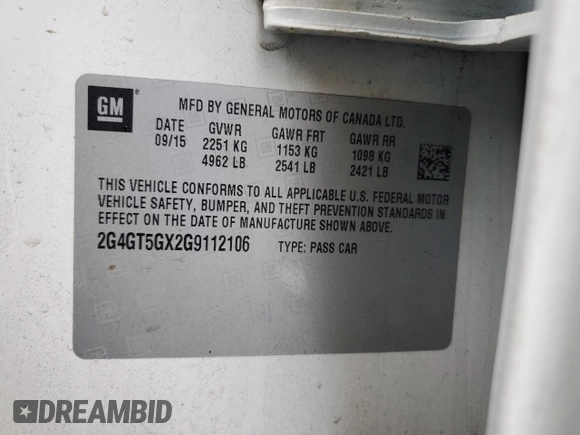 GM
MFD BY GENERAL MOTORS OF CANADA LTD.
DATE GVWR GAWR FRT GAWR RR
09/15 2251 KG 1153 KG 1098 KG
4962 LB 2541 LB 2421 LB
THIS VEHICLE CONFORMS TO ALL APPLICABLE U.S. FEDERAL MOTOR
VEHICLE SAFETY, BUMPER, AND THEFT PREVENTION STANDARDS IN
EFFECT ON THE DATE OF MANUFACTURE SHOWN ABOVE.
2G4GT5GX2G9112106 TYPE: PASS CAR
DREAMBID